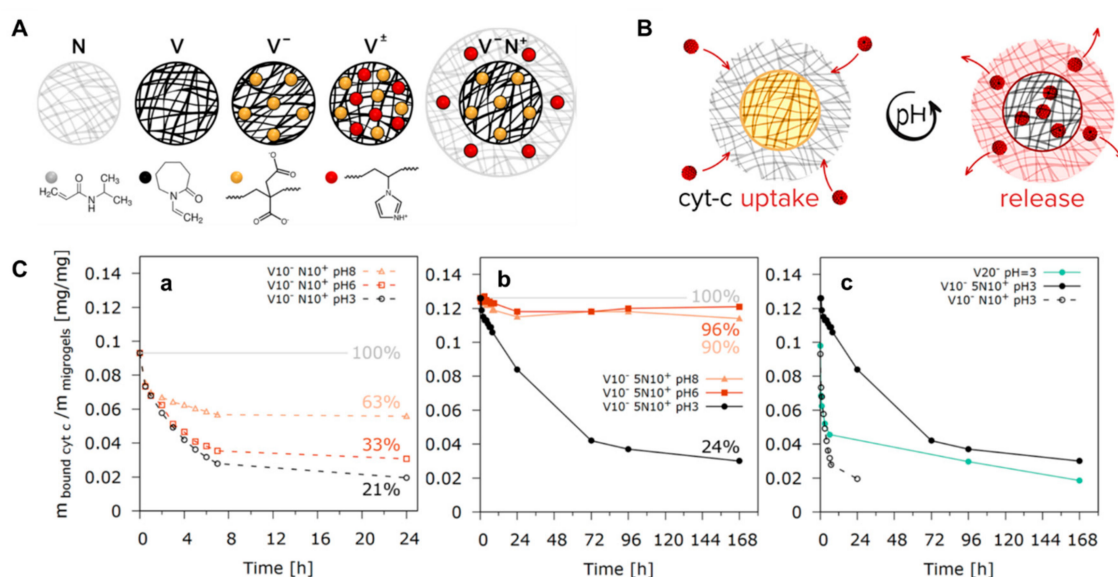 A
N
V
V⁻
V±
V⁻ N⁺
H₂C
O
N
H
CH₃
CH₃
N
O
CH₂
O
O⁻
O
O⁻
N
NH⁺
B
pH
cyt-c uptake
release
C
a
V10⁻ N10⁺ pH8
V10⁻ N10⁺ pH6
V10⁻ N10⁺ pH3
100%
63%
33%
21%
m bound cyt c /m migrogels [mg/mg]
0.14
0.12
0.1
0.08
0.06
0.04
0.02
0
0 4 8 12 16 20 24
Time [h]
b
100%
96%
90%
V10⁻ 5N10⁺ pH8
V10⁻ 5N10⁺ pH6
V10⁻ 5N10⁺ pH3
24%
0.14
0.12
0.1
0.08
0.06
0.04
0.02
0
0 24 72 96 144 168
Time [h]
c
V20⁻ pH=3
V10⁻ 5N10⁺ pH3
V10⁻ N10⁺ pH3
0.14
0.12
0.1
0.08
0.06
0.04
0.02
0
0 24 48 72 96 120 144 168
Time [h]